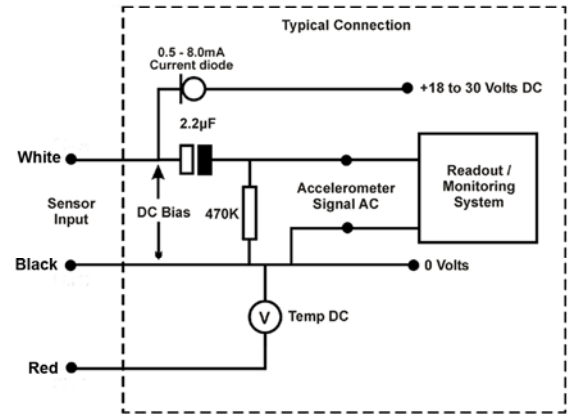 Typical Connection
0.5 - 8.0mA
Current diode
+18 to 30 Volts DC
2.2µF
White
Readout /
Monitoring
System
Sensor
Input
DC Bias
470K
Accelerometer
Signal AC
Black
0 Volts
V
Temp DC
Red